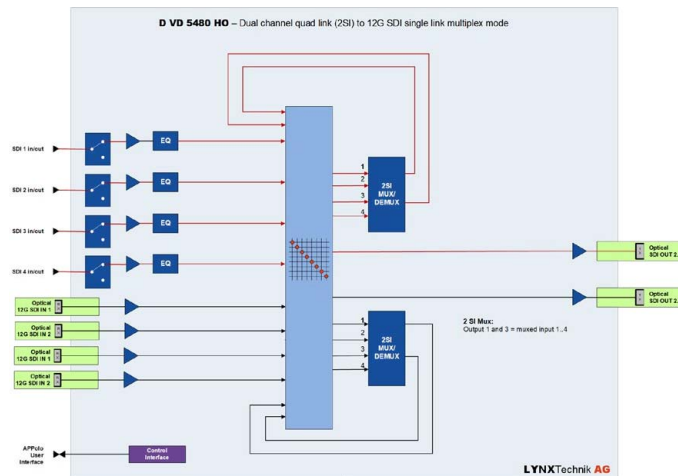 D VD 5480 HO – Dual channel quad link (2SI) to 12G SDI single link multiplex mode
SDI 1 in/out
EQ
SDI 2 in/out
EQ
SDI 3 in/out
EQ
SDI 4 in/out
EQ
1
2
3
4
2SI
MUX/
DEMUX
Optical
SDI OUT 2.
Optical
SDI OUT 2.
Optical
12G SDI IN 1
Optical
12G SDI IN 2
Optical
12G SDI IN 1
Optical
12G SDI IN 2
1
2
3
4
2SI
MUX/
DEMUX
2 SI Mux:
Output 1 and 3 = muxed input 1..4
APPolo
User
Interface
Control
Interface
LYNXTechnik AG